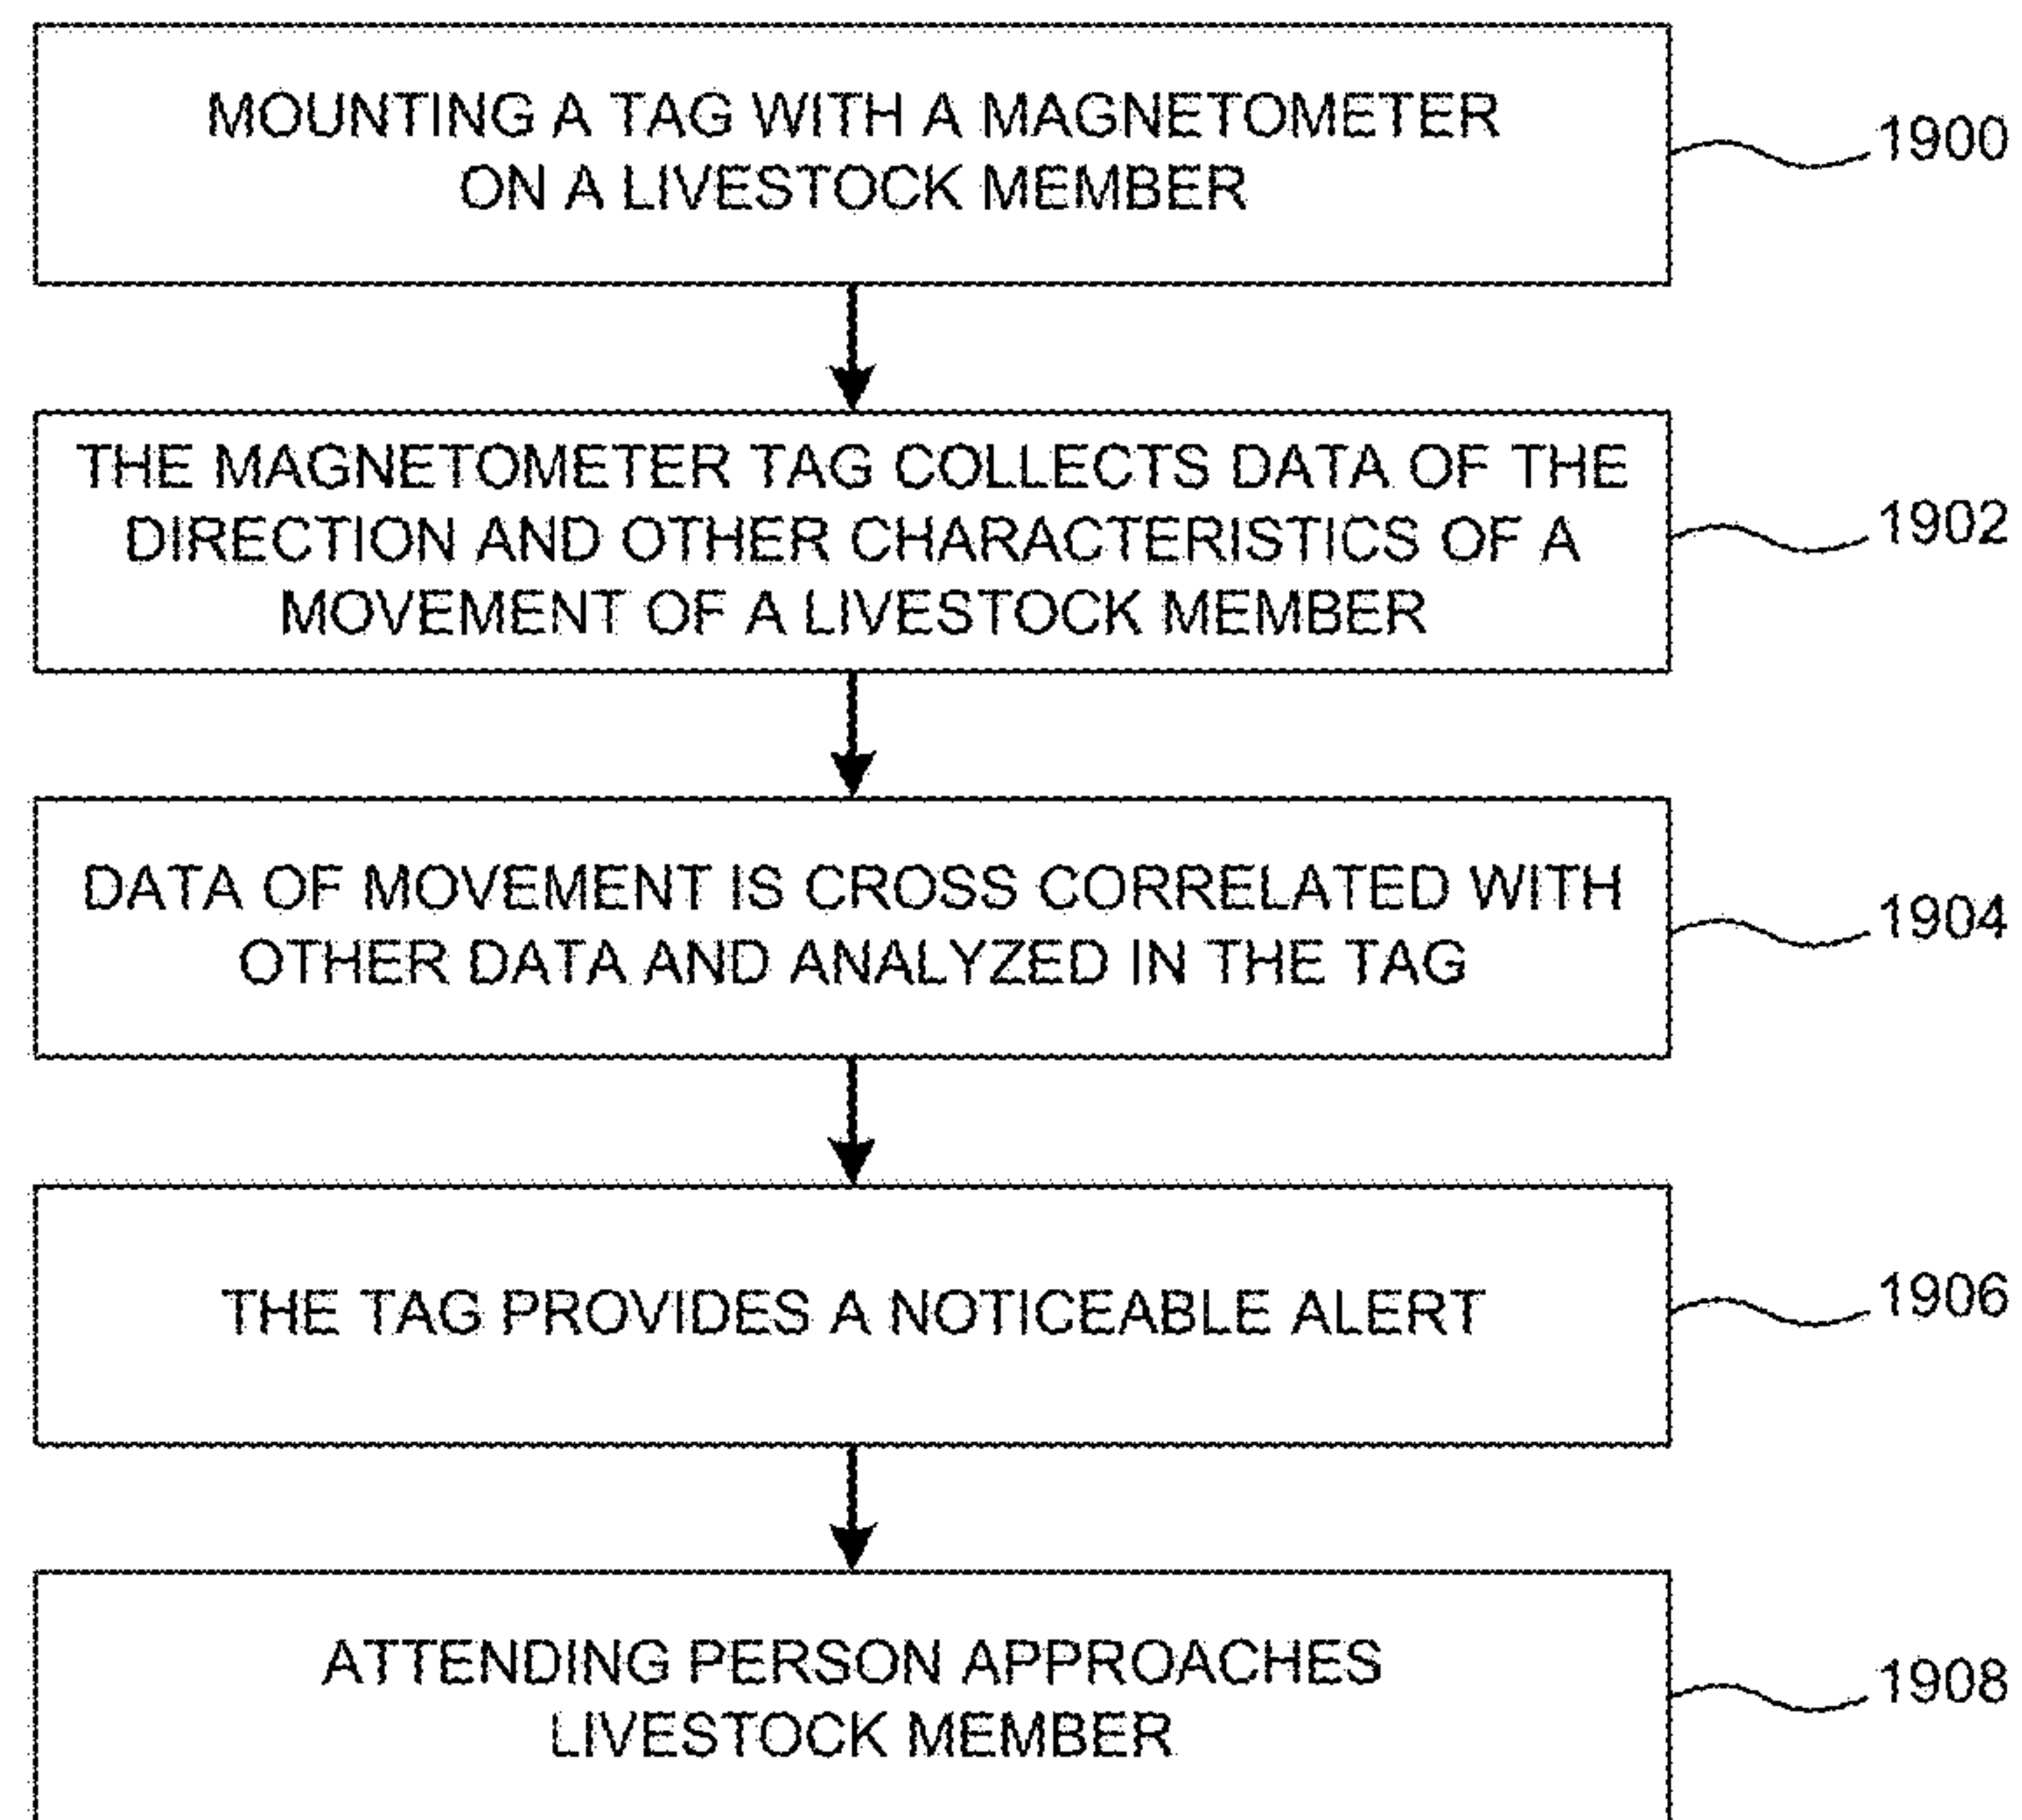 MOUNTING A TAG WITH A MAGNETOMETER
ON A LIVESTOCK MEMBER
1900
THE MAGNETOMETER TAG COLLECTS DATA OF THE
DIRECTION AND OTHER CHARACTERISTICS OF A
MOVEMENT OF A LIVESTOCK MEMBER
1902
DATA OF MOVEMENT IS CROSS CORRELATED WITH
OTHER DATA AND ANALYZED IN THE TAG
1904
THE TAG PROVIDES A NOTICEABLE ALERT
1906
ATTENDING PERSON APPROACHES
LIVESTOCK MEMBER
1908